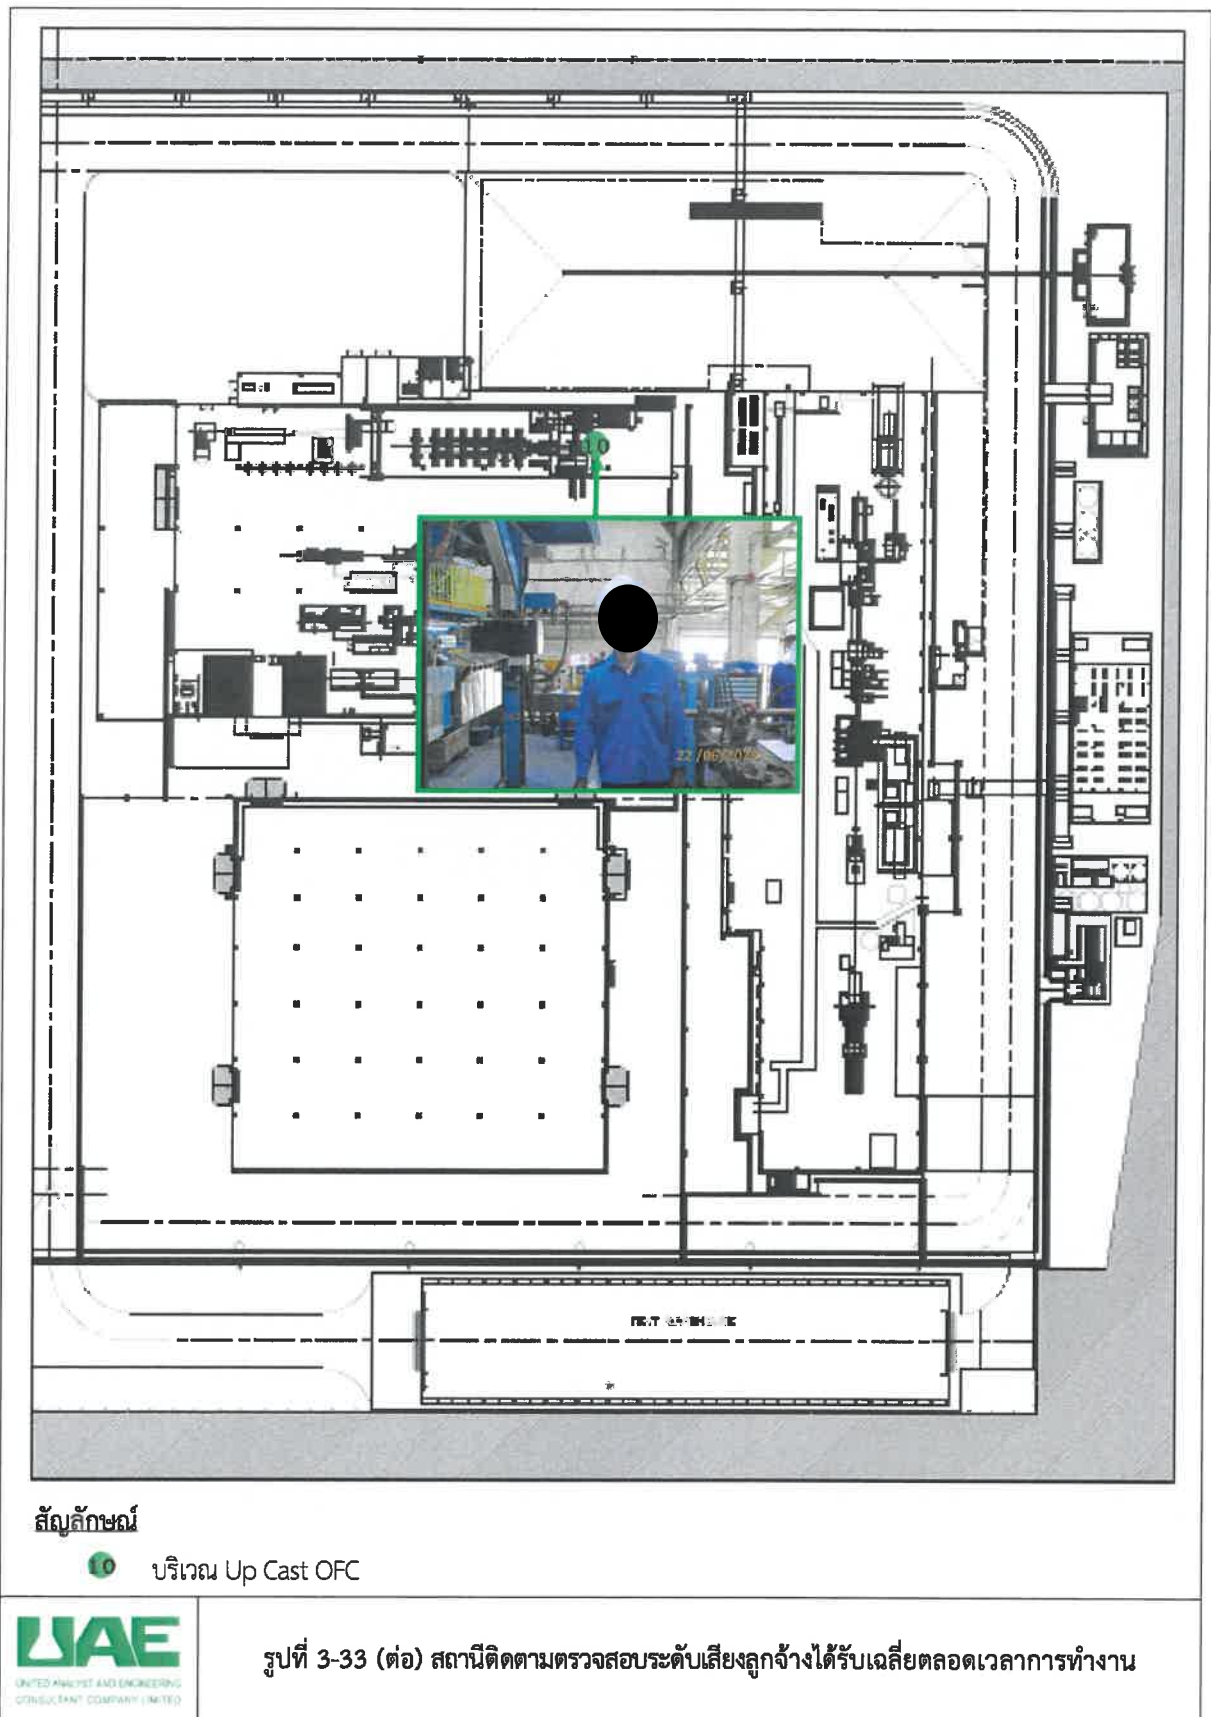 10
สัญลักษณ์
10 บริเวณ Up Cast OFC
UAE
UNITED ANALYST AND ENGINEERING
CONSULTANT COMPANY LIMITED
รูปที่ 3-33 (ต่อ) สถานีติดตามตรวจสอบระดับเสียงลูกจ้างได้รับเฉลี่ยตลอดเวลาการทำงาน